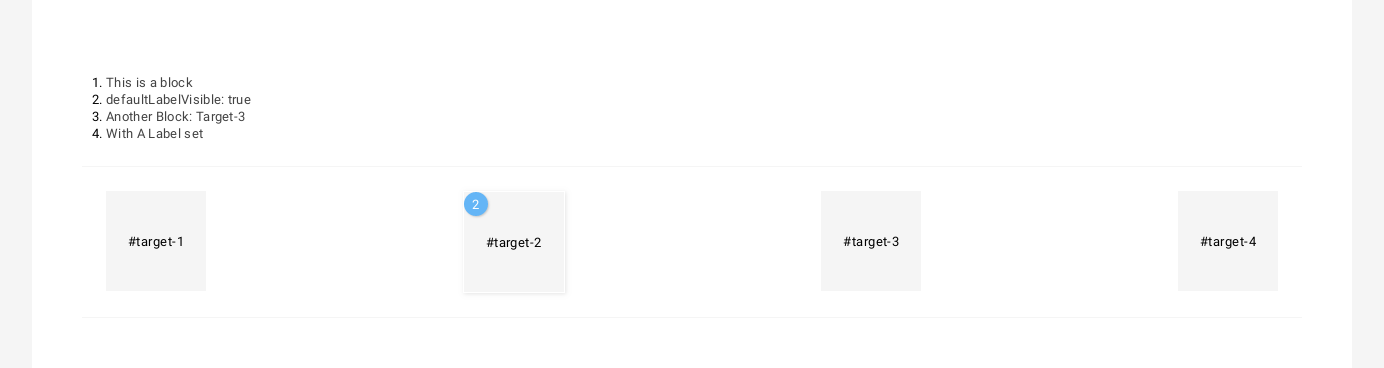 1. This is a block
2. defaultLabelVisible: true
3. Another Block: Target-3
4. With A Label set
#target-1
2
#target-2
#target-3
#target-4